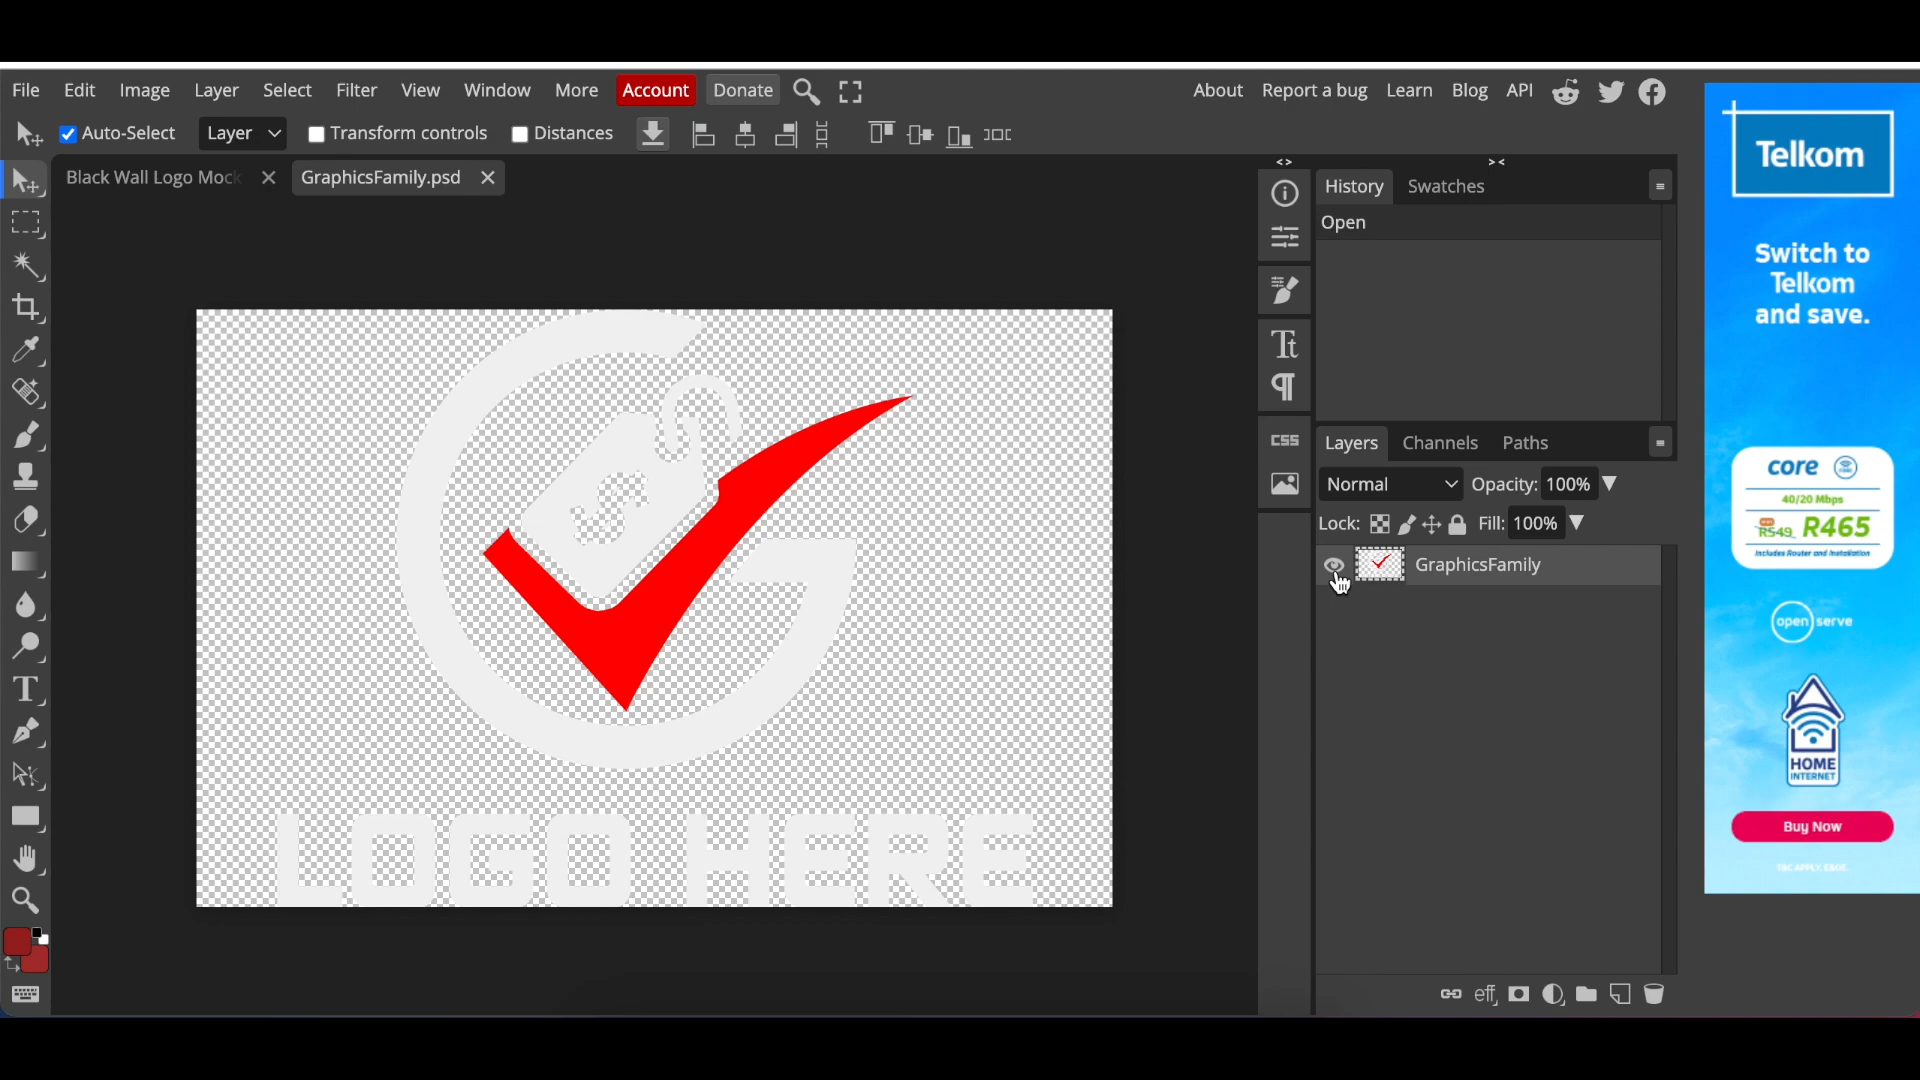 File Edit Image Layer Select Filter View Window More Account Donate About Report a bug Learn Blog API
Auto-Select Layer Transform controls Distances
Black Wall Logo Mock GraphicsFamily.psd
History Swatches
Open
LOGO HERE
CSS
Layers Channels Paths
Normal Opacity: 100%
Lock: Fill: 100%
GraphicsFamily
eff
Telkom
Switch to
Telkom
and save.
core
40/20 Mbps
R549 R465
Includes Router and Installation
open serve
HOME
INTERNET
Buy Now
T&C APPLY. E&OE.